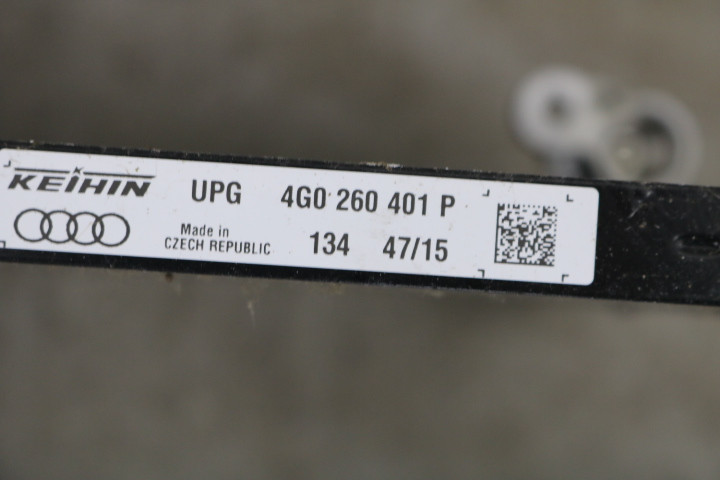 KEIHIN UPG 4G0 260 401 P
Made in
CZECH REPUBLIC 134 47/15